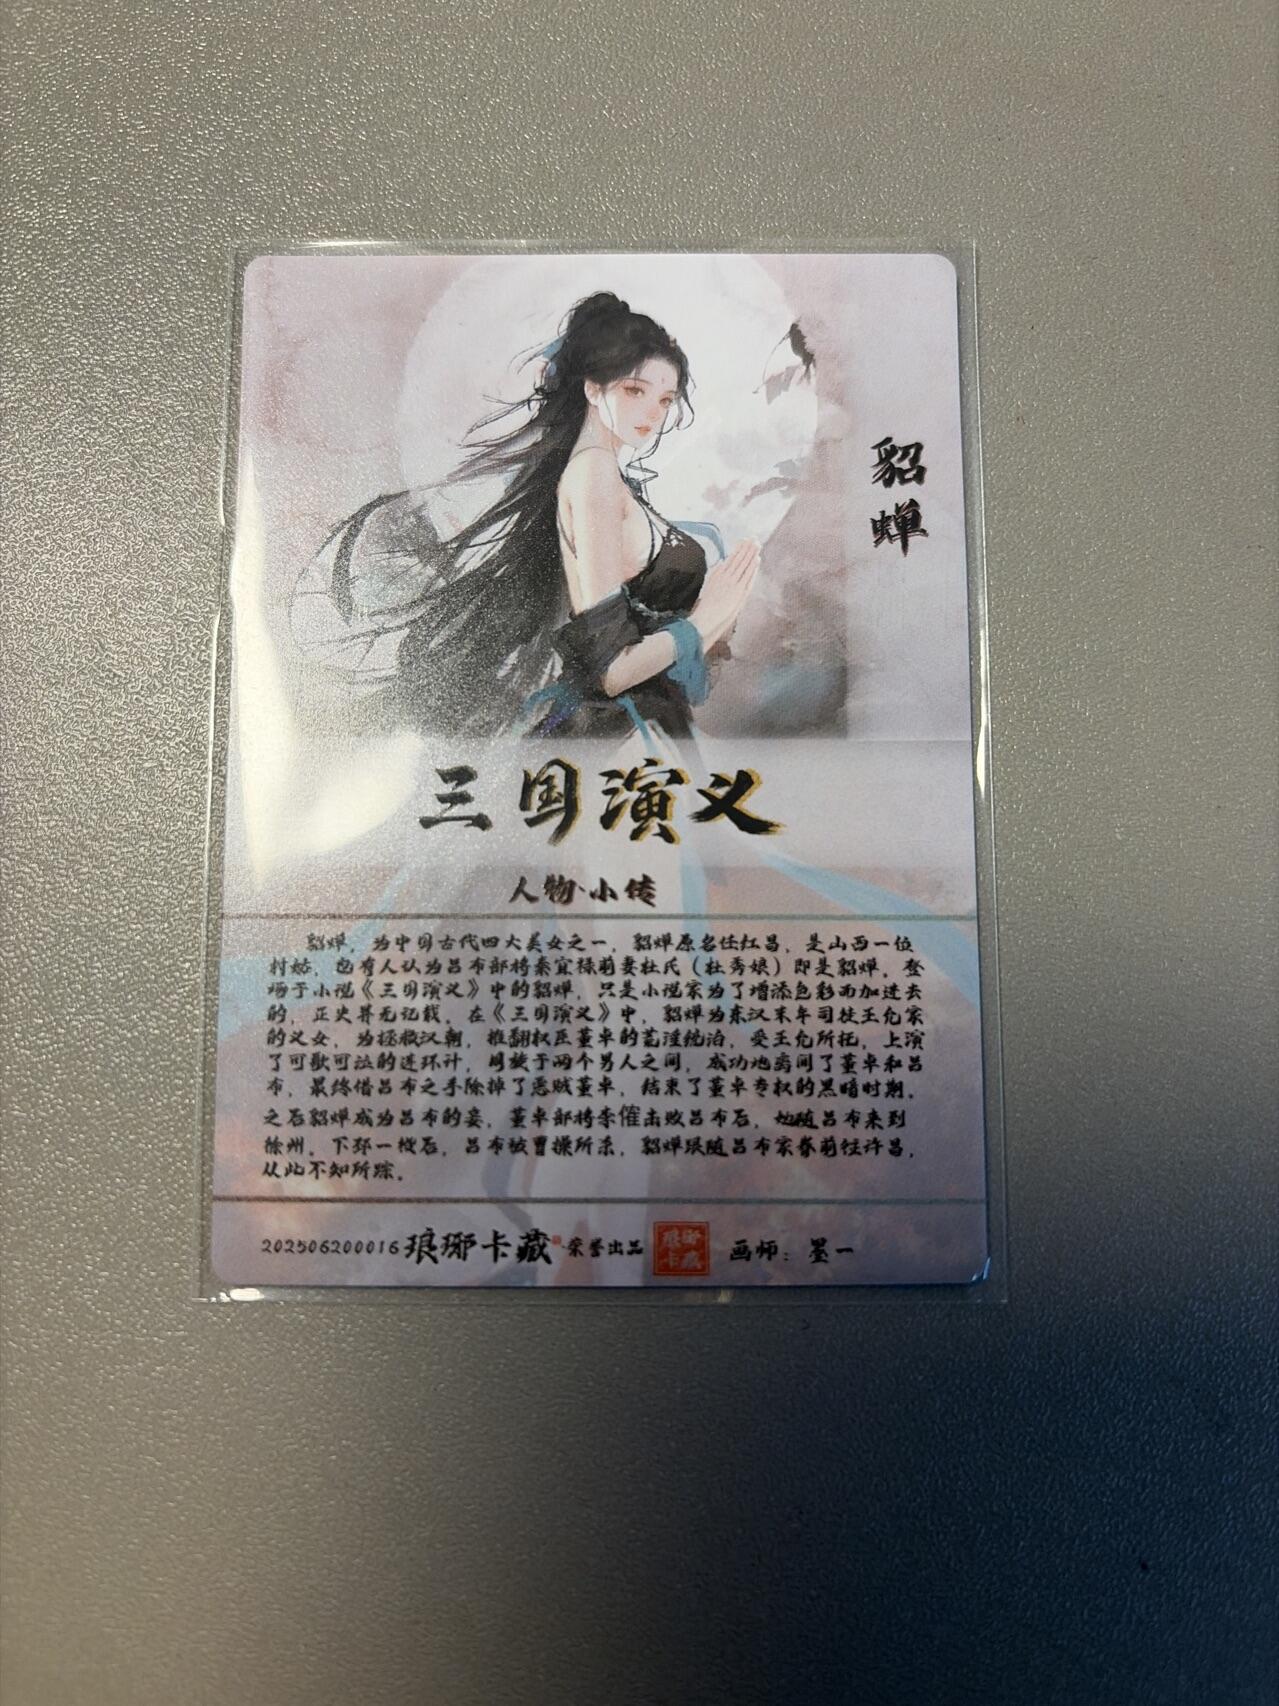 貂蝉
三国演义
人物·小传
貂蝉，为中国古代四大美女之一，貂蝉原名任红昌，是山西一位
村姑，也有人认为吕布部将秦宜禄前妻杜氏（杜秀娘）即是貂蝉。登
场于小说《三国演义》中的貂蝉，只是小说家为了增添色彩而加进去
的，正史并无记载。在《三国演义》中，貂蝉为东汉末年司徒王允家
的义女，为拯救汉朝，推翻权臣董卓的荒淫统治，受王允所托，上演
了可歌可泣的连环计，周旋于两个男人之间，成功地离间了董卓和吕
布，最终借吕布之手除掉了恶贼董卓，结束了董卓专权的黑暗时期。
之后貂蝉成为吕布的妾，董卓部将李傕击败吕布后，她随吕布来到
徐州。下邳一役后，吕布被曹操所杀，貂蝉跟随吕布家眷前往许昌，
从此不知所踪。
202506200016 琅琊卡藏·荣誉出品 琅琊卡藏 画师：墨一